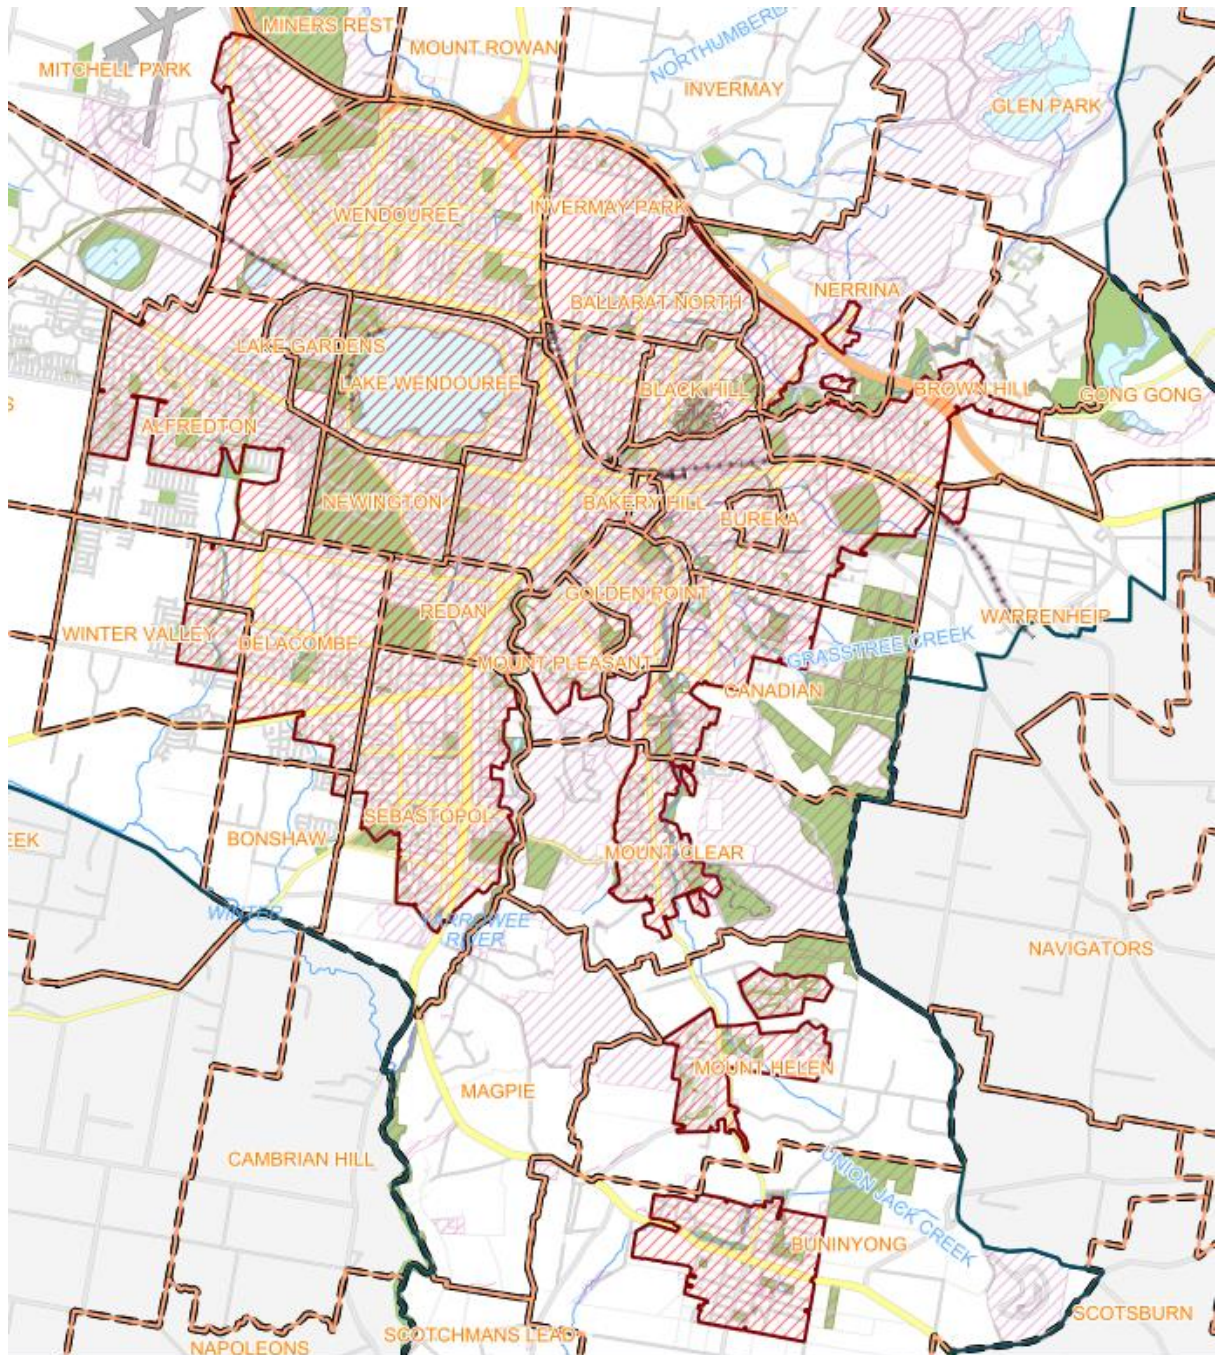 MINERS REST
MOUNT ROWAN
MITCHELL PARK
INVERMAY
GLEN PARK
WENDOUREE
INVERMAY PARK
NERRINA
BALLARAT NORTH
LAKE GARDENS
LAKE WENDOUREE
BLACK HILL
BROWN HILL
GONG GONG
S
ALFREDTON
NEWINGTON
BAKERY HILL
EUREKA
GOLDEN POINT
REDAN
WARRENHEIP
WINTER VALLEY
DELACOMBE
GRASSTREE CREEK
MOUNT PLEASANT
CANADIAN
SEBASTOPOL
EEK
BONSHAW
MOUNT CLEAR
WINTER
YARROWEE
RIVER
NAVIGATORS
MOUNT HELEN
MAGPIE
CAMBRIAN HILL
UNION JACK CREEK
BUNINYONG
SCOTSBURN
SCOTCHMANS LEAD
NAPOLEONS